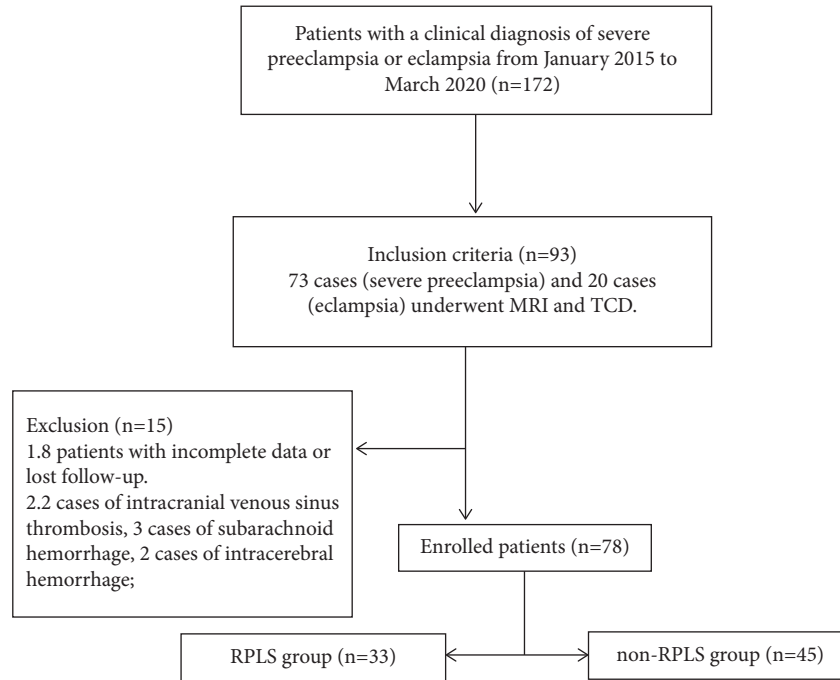 Patients with a clinical diagnosis of severe
preeclampsia or eclampsia from January 2015 to
March 2020 (n=172)
Inclusion criteria (n=93)
73 cases (severe preeclampsia) and 20 cases
(eclampsia) underwent MRI and TCD.
Exclusion (n=15)
1.8 patients with incomplete data or
lost follow-up.
2.2 cases of intracranial venous sinus
thrombosis, 3 cases of subarachnoid
hemorrhage, 2 cases of intracerebral
hemorrhage;
Enrolled patients (n=78)
RPLS group (n=33)
non-RPLS group (n=45)